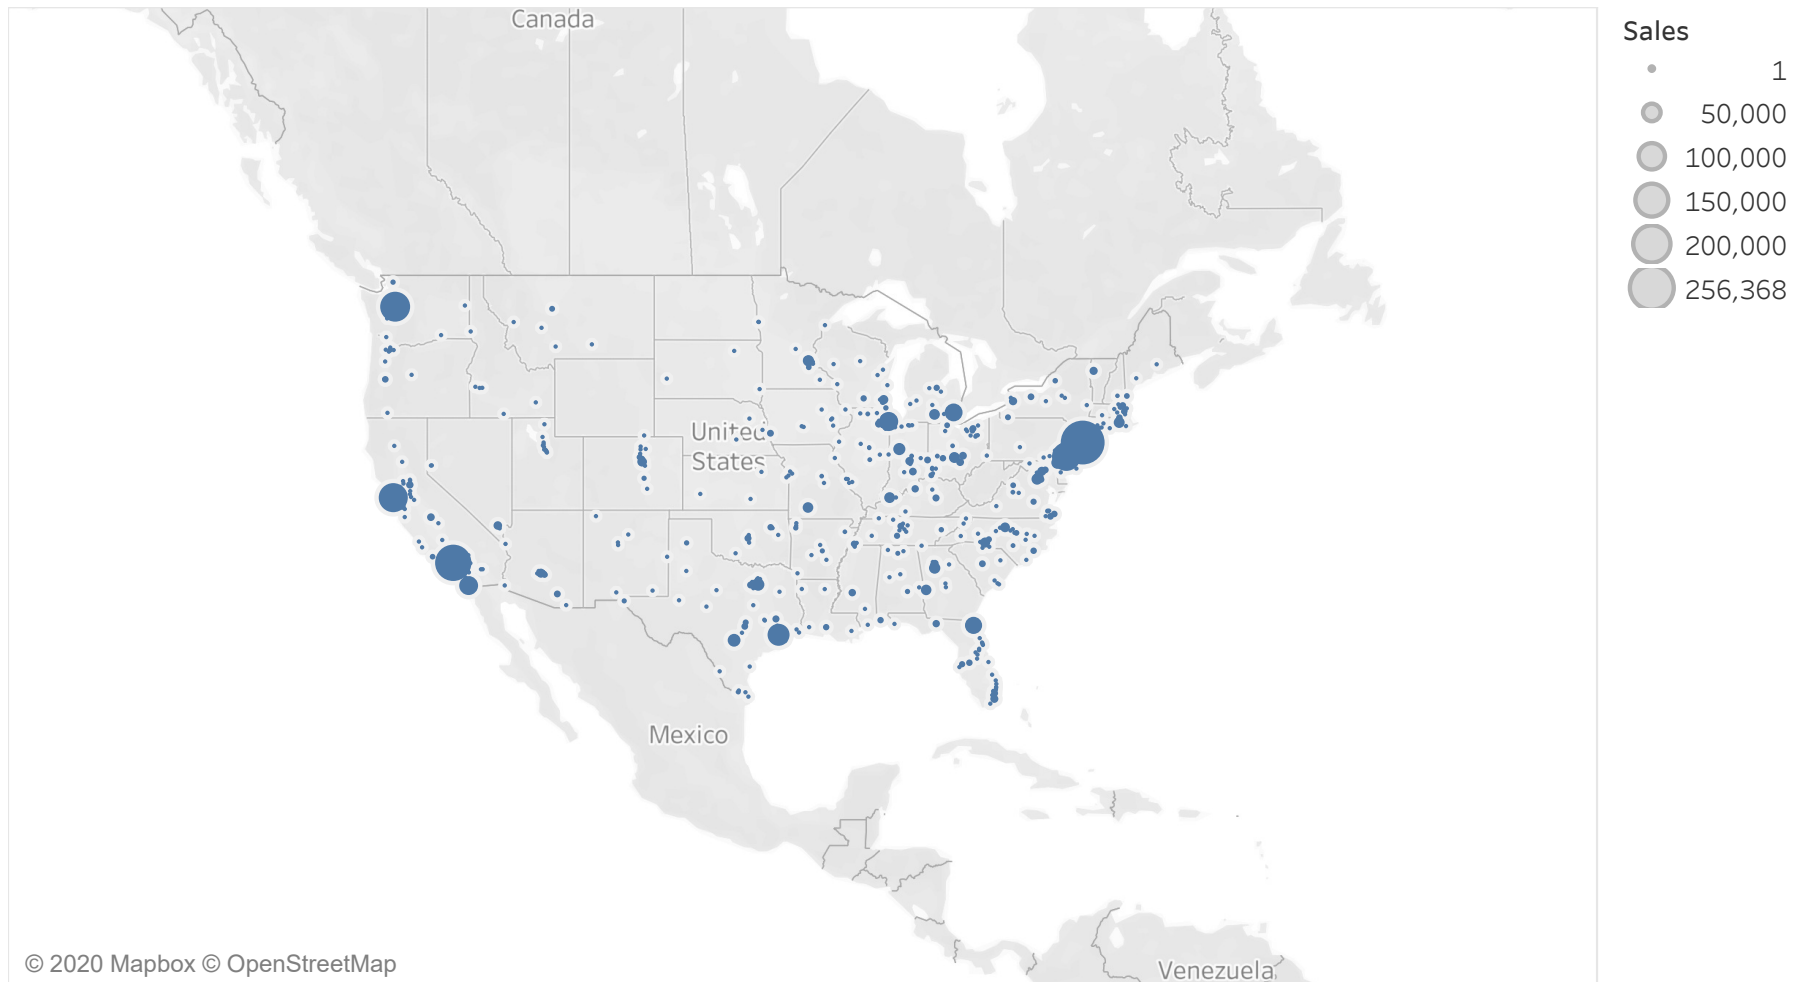 Canada
United
States
Mexico
Venezuela
© 2020 Mapbox © OpenStreetMap
Sales
1
50,000
100,000
150,000
200,000
256,368